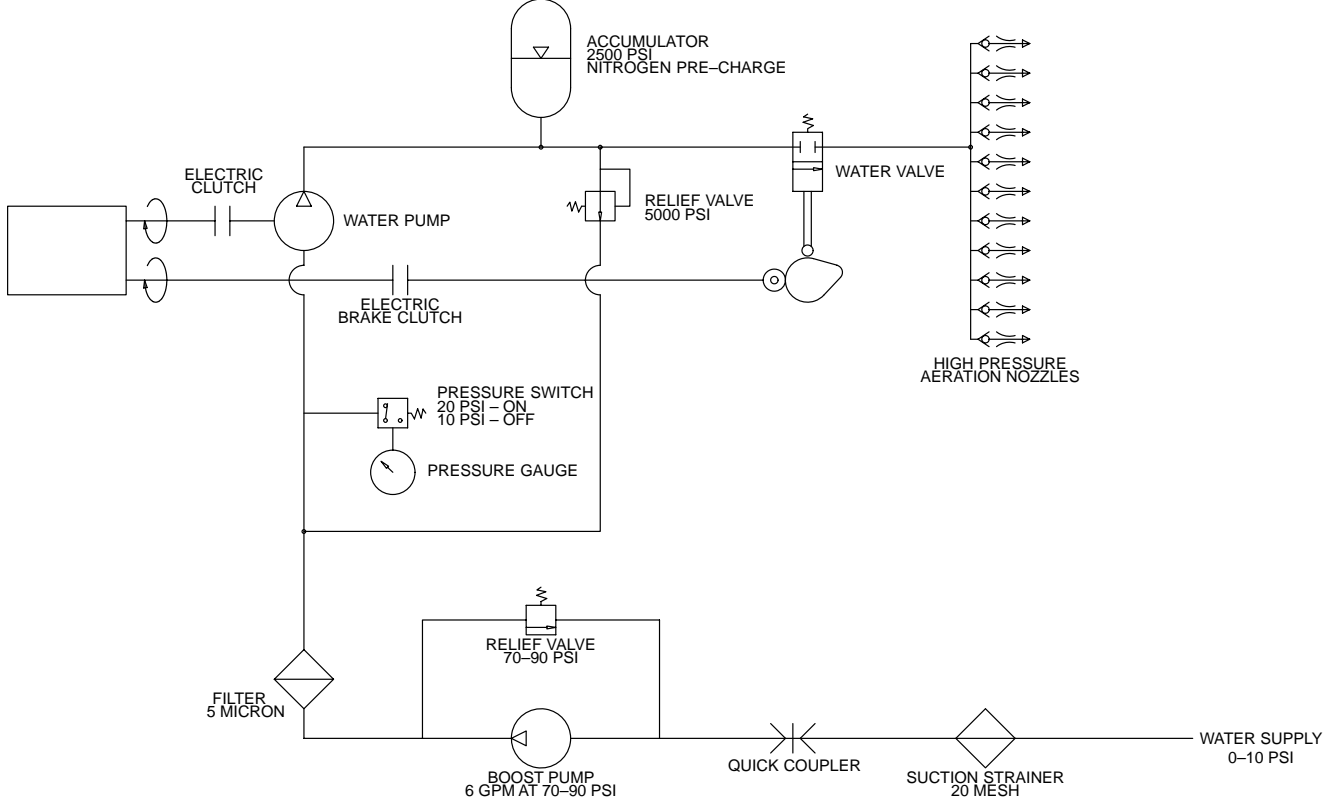 ACCUMULATOR
2500 PSI
NITROGEN PRE–CHARGE
ELECTRIC
CLUTCH
WATER PUMP
RELIEF VALVE
5000 PSI
WATER VALVE
ELECTRIC
BRAKE CLUTCH
HIGH PRESSURE
AERATION NOZZLES
PRESSURE SWITCH
20 PSI – ON
10 PSI – OFF
PRESSURE GAUGE
RELIEF VALVE
70–90 PSI
FILTER
5 MICRON
BOOST PUMP
6 GPM AT 70–90 PSI
QUICK COUPLER
SUCTION STRAINER
20 MESH
WATER SUPPLY
0–10 PSI